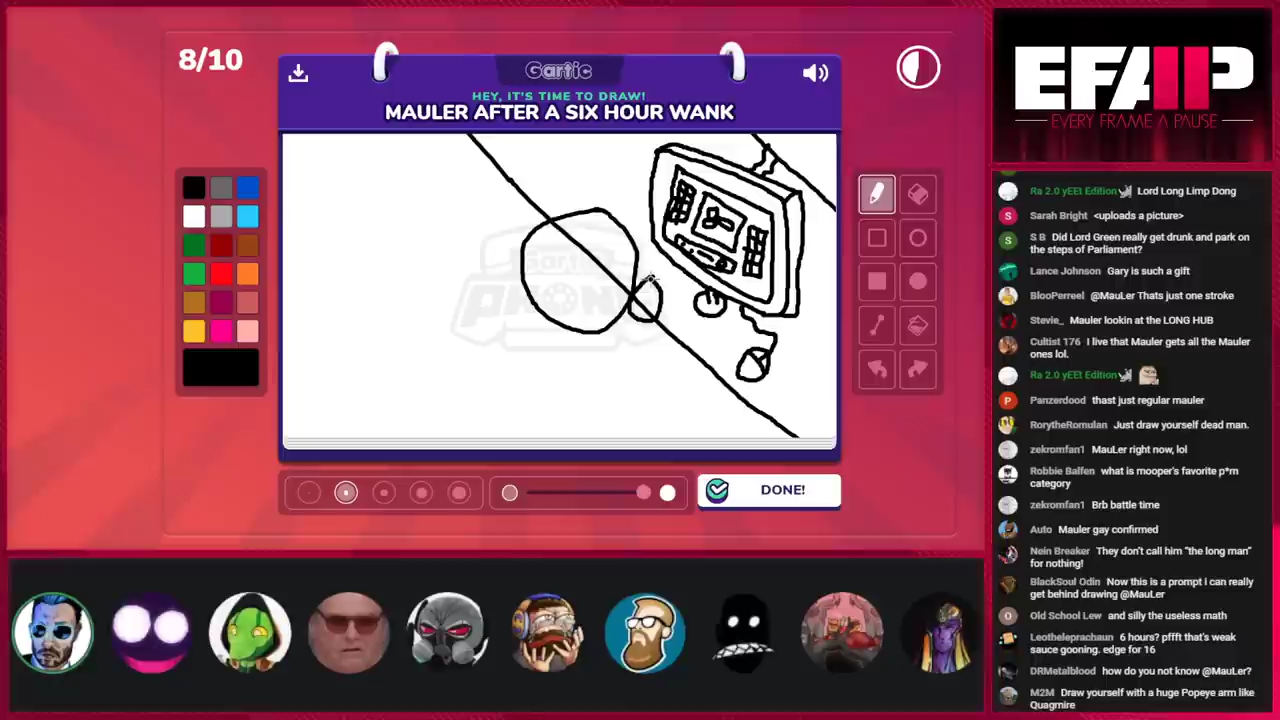 8/10
Gartic
HEY, IT'S TIME TO DRAW!
MAULER AFTER A SIX HOUR WANK
Gartic
PHONE
DONE!
EFAP
EVERY FRAME A PAUSE
Ra 2.0 yEEt Edition Lord Long Limp Dong
S Sarah Bright <uploads a picture>
S S B Did Lord Green really get drunk and park on
the steps of Parliament?
Lance Johnson Gary is such a gift
BlooPerreel @MauLer Thats just one stroke
Stevie_ Mauler lookin at the LONG HUB
Cultist 176 I live that Mauler gets all the Mauler
ones lol.
Ra 2.0 yEEt Edition
P Panzerdood thast just regular mauler
RorytheRomulan Just draw yourself dead man.
zekromfan1 MauLer right now, lol
Robbie Balfen what is mooper's favorite p*rn
category
zekromfan1 Brb battle time
Auto Mauler gay confirmed
Nein Breaker They don't call him "the long man"
for nothing!
BlackSoul Odin Now this is a prompt i can really
get behind drawing @MauLer
O Old School Lew and silly the useless math
Leotheleprachaun 6 hours? pffft that's weak
sauce gooning. edge for 16
DRMetalblood how do you not know @MauLer?
M2M Draw yourself with a huge Popeye arm like
Quagmire